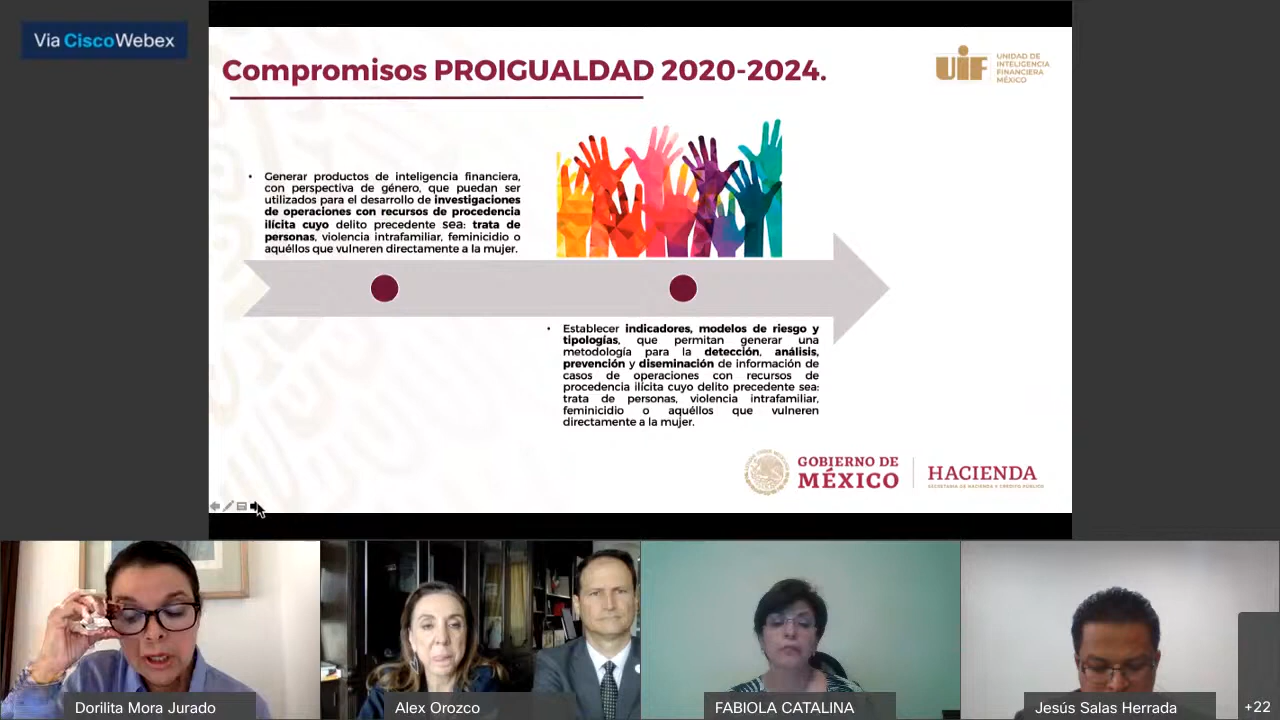 Vía Cisco Webex
Compromisos PROIGUALDAD 2020-2024.
UIF
UNIDAD DE
INTELIGENCIA
FINANCIERA
MÉXICO
• Generar productos de inteligencia financiera,
con perspectiva de género, que puedan ser
utilizados para el desarrollo de investigaciones
de operaciones con recursos de procedencia
ilícita cuyo delito precedente sea: trata de
personas, violencia intrafamiliar, feminicidio o
aquéllos que vulneren directamente a la mujer.
• Establecer indicadores, modelos de riesgo y
tipologías, que permitan generar una
metodología para la detección, análisis,
prevención y diseminación de información de
casos de operaciones con recursos de
procedencia ilícita cuyo delito precedente sea:
trata de personas, violencia intrafamiliar,
feminicidio o aquéllos que vulneren
directamente a la mujer.
GOBIERNO DE
MÉXICO
HACIENDA
SECRETARÍA DE HACIENDA Y CRÉDITO PÚBLICO
Dorilita Mora Jurado
Alex Orozco
FABIOLA CATALINA
Jesús Salas Herrada
+22